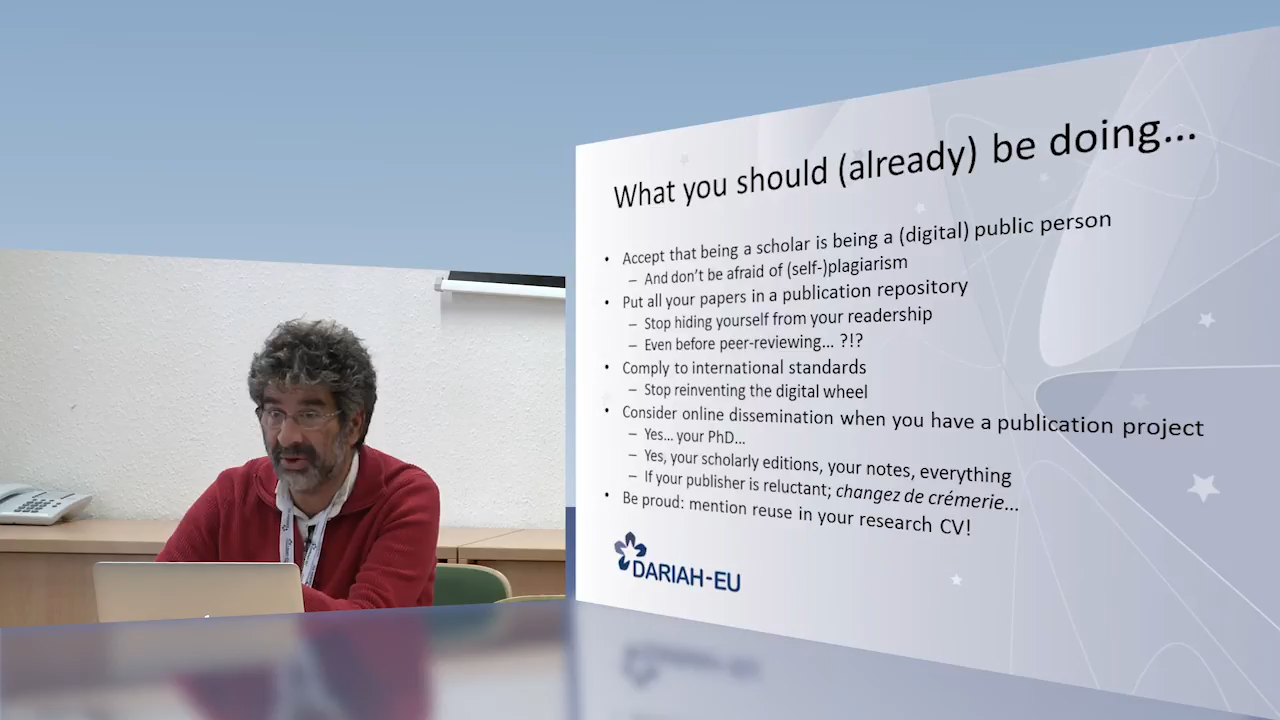 What you should (already) be doing...
• Accept that being a scholar is being a (digital) public person
– And don't be afraid of (self-)plagiarism
• Put all your papers in a publication repository
– Stop hiding yourself from your readership
– Even before peer-reviewing... ?!?
• Comply to international standards
– Stop reinventing the digital wheel
• Consider online dissemination when you have a publication project
– Yes... your PhD...
– Yes, your scholarly editions, your notes, everything
– If your publisher is reluctant; changez de crémerie...
• Be proud: mention reuse in your research CV!
DARIAH-EU